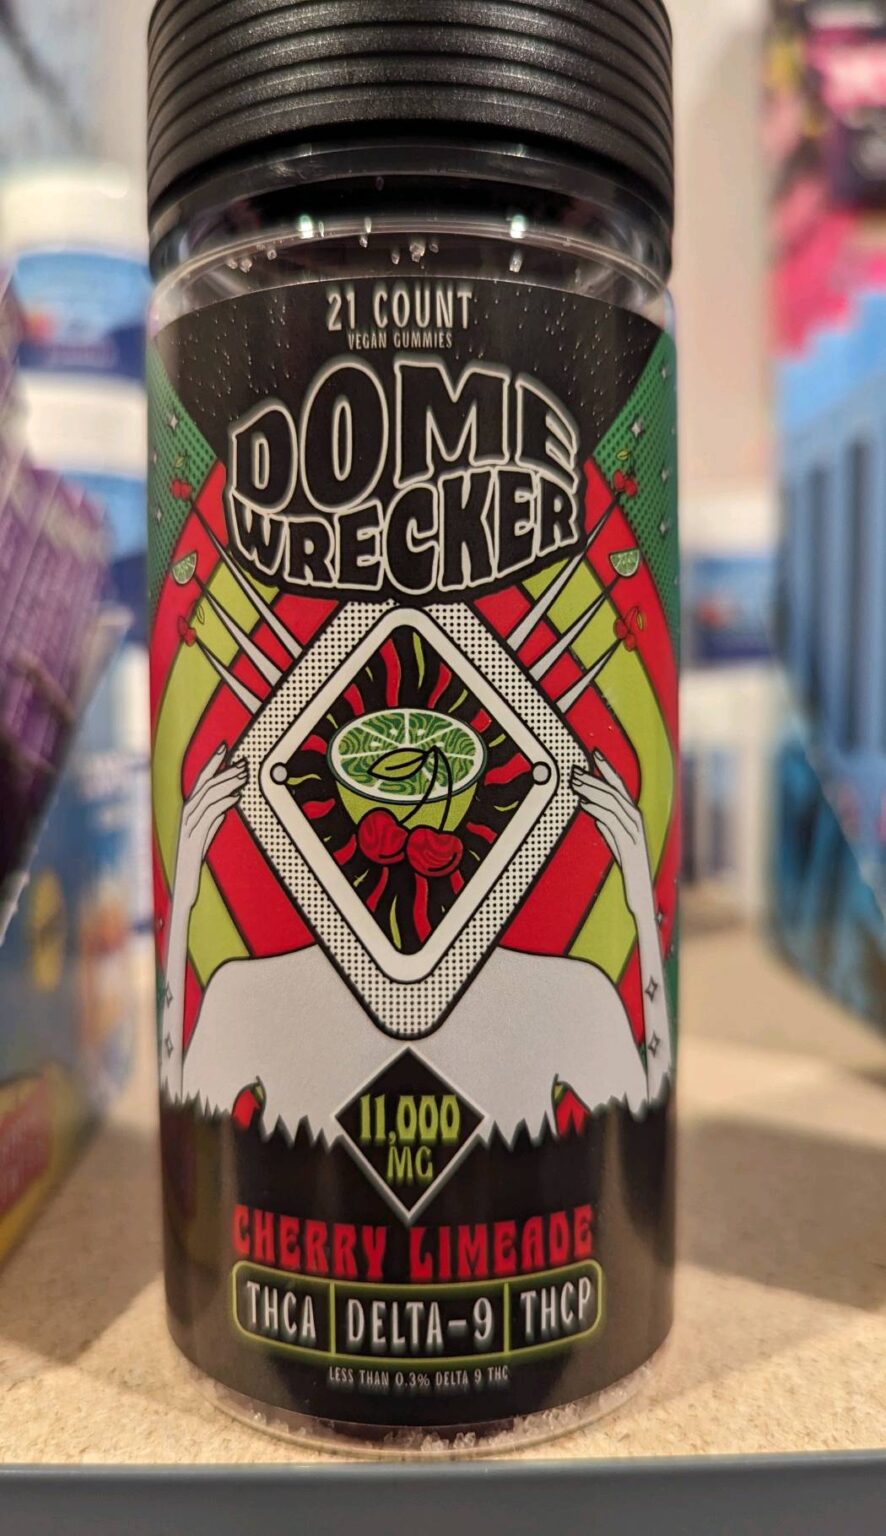 21 COUNT
VEGAN GUMMIES
DOME
WRECKER
11,000
MG
CHERRY LIMEADE
THCA DELTA-9 THCP
LESS THAN 0.3% DELTA 9 THC